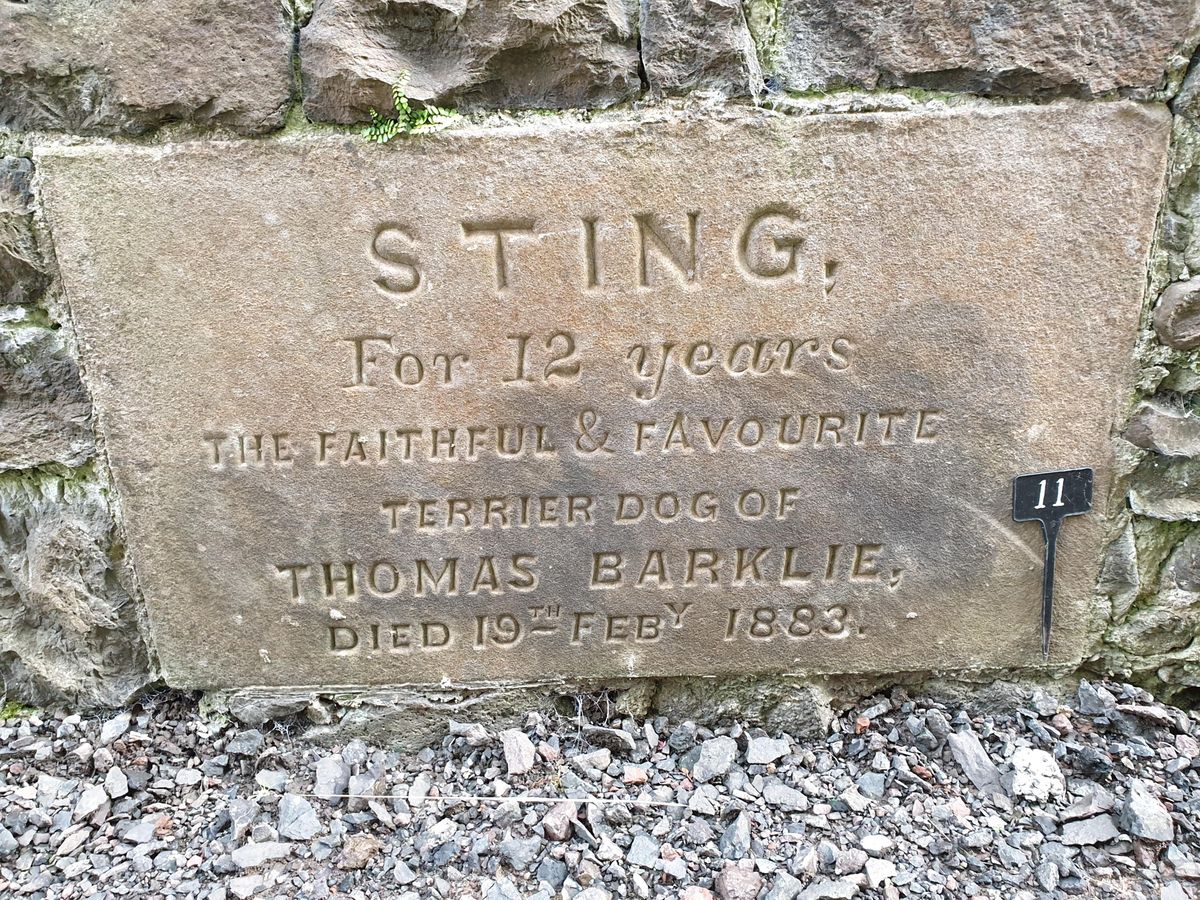 STING,
For 12 years
THE FAITHFUL & FAVOURITE
TERRIER DOG OF
THOMAS BARKLIE,
DIED 19TH FEBY 1883.
11